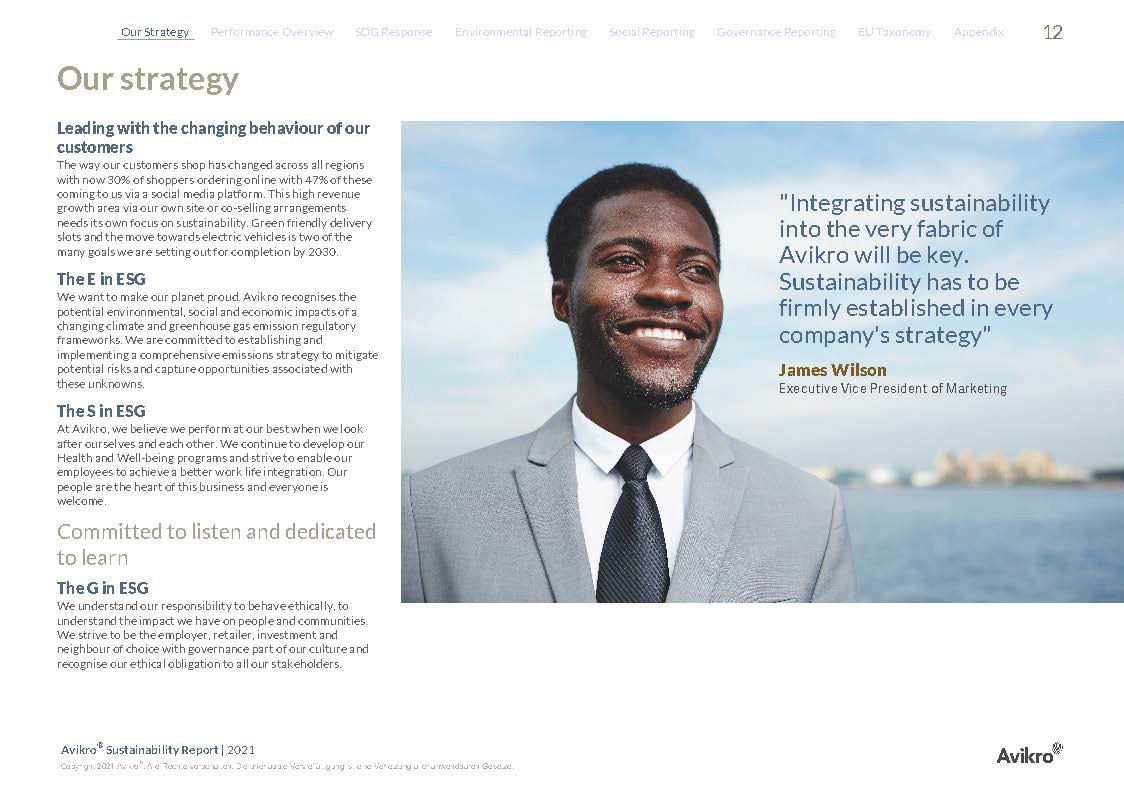 Our Strategy Performance Overview SDG Response Environmental Reporting Social Reporting Governance Reporting EU Taxonomy Appendix 12
Our strategy
Leading with the changing behaviour of our
customers
The way our customers shop has changed across all regions
with now 30% of shoppers ordering online with 47% of these
coming to us via a social media platform. This high revenue
growth area via our own site or co-selling arrangements
needs its own focus on sustainability. Green friendly delivery
slots and the move towards electric vehicles is two of the
many goals we are setting out for completion by 2030.
The E in ESG
We want to make our planet proud. Avikro recognises the
potential environmental, social and economic impacts of a
changing climate and greenhouse gas emission regulatory
frameworks. We are committed to establishing and
implementing a comprehensive emissions strategy to mitigate
potential risks and capture opportunities associated with
these unknowns.
The S in ESG
At Avikro, we believe we perform at our best when we look
after ourselves and each other. We continue to develop our
Health and Well-being programs and strive to enable our
employees to achieve a better work life integration. Our
people are the heart of this business and everyone is
welcome.
Committed to listen and dedicated
to learn
The G in ESG
We understand our responsibility to behave ethically, to
understand the impact we have on people and communities.
We strive to be the employer, retailer, investment and
neighbour of choice with governance part of our culture and
recognise our ethical obligation to all our stakeholders.
"Integrating sustainability
into the very fabric of
Avikro will be key.
Sustainability has to be
firmly established in every
company's strategy"
James Wilson
Executive Vice President of Marketing
Avikro® Sustainability Report | 2021
Copyright 2021 Avikro®. Alle Rechte vorbehalten. Die unerlaubte Vervielfältigung ist eine Verletzung aller anwendbaren Gesetze.
Avikro